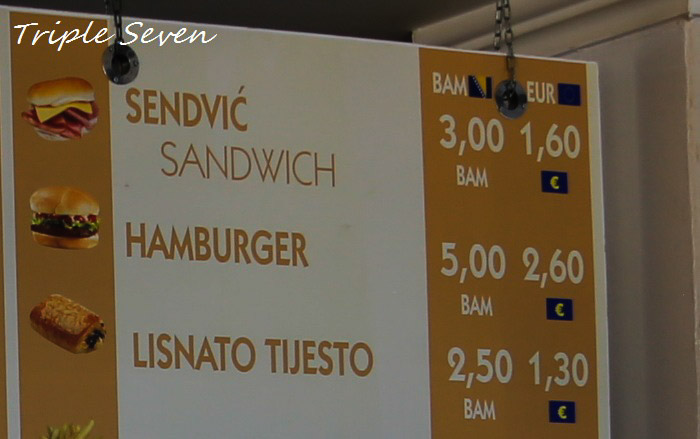 Triple Seven
BAM EUR
SENDVIĆ 3,00 1,60
SANDWICH BAM €
HAMBURGER 5,00 2,60
BAM €
LISNATO TIJESTO 2,50 1,30
BAM €